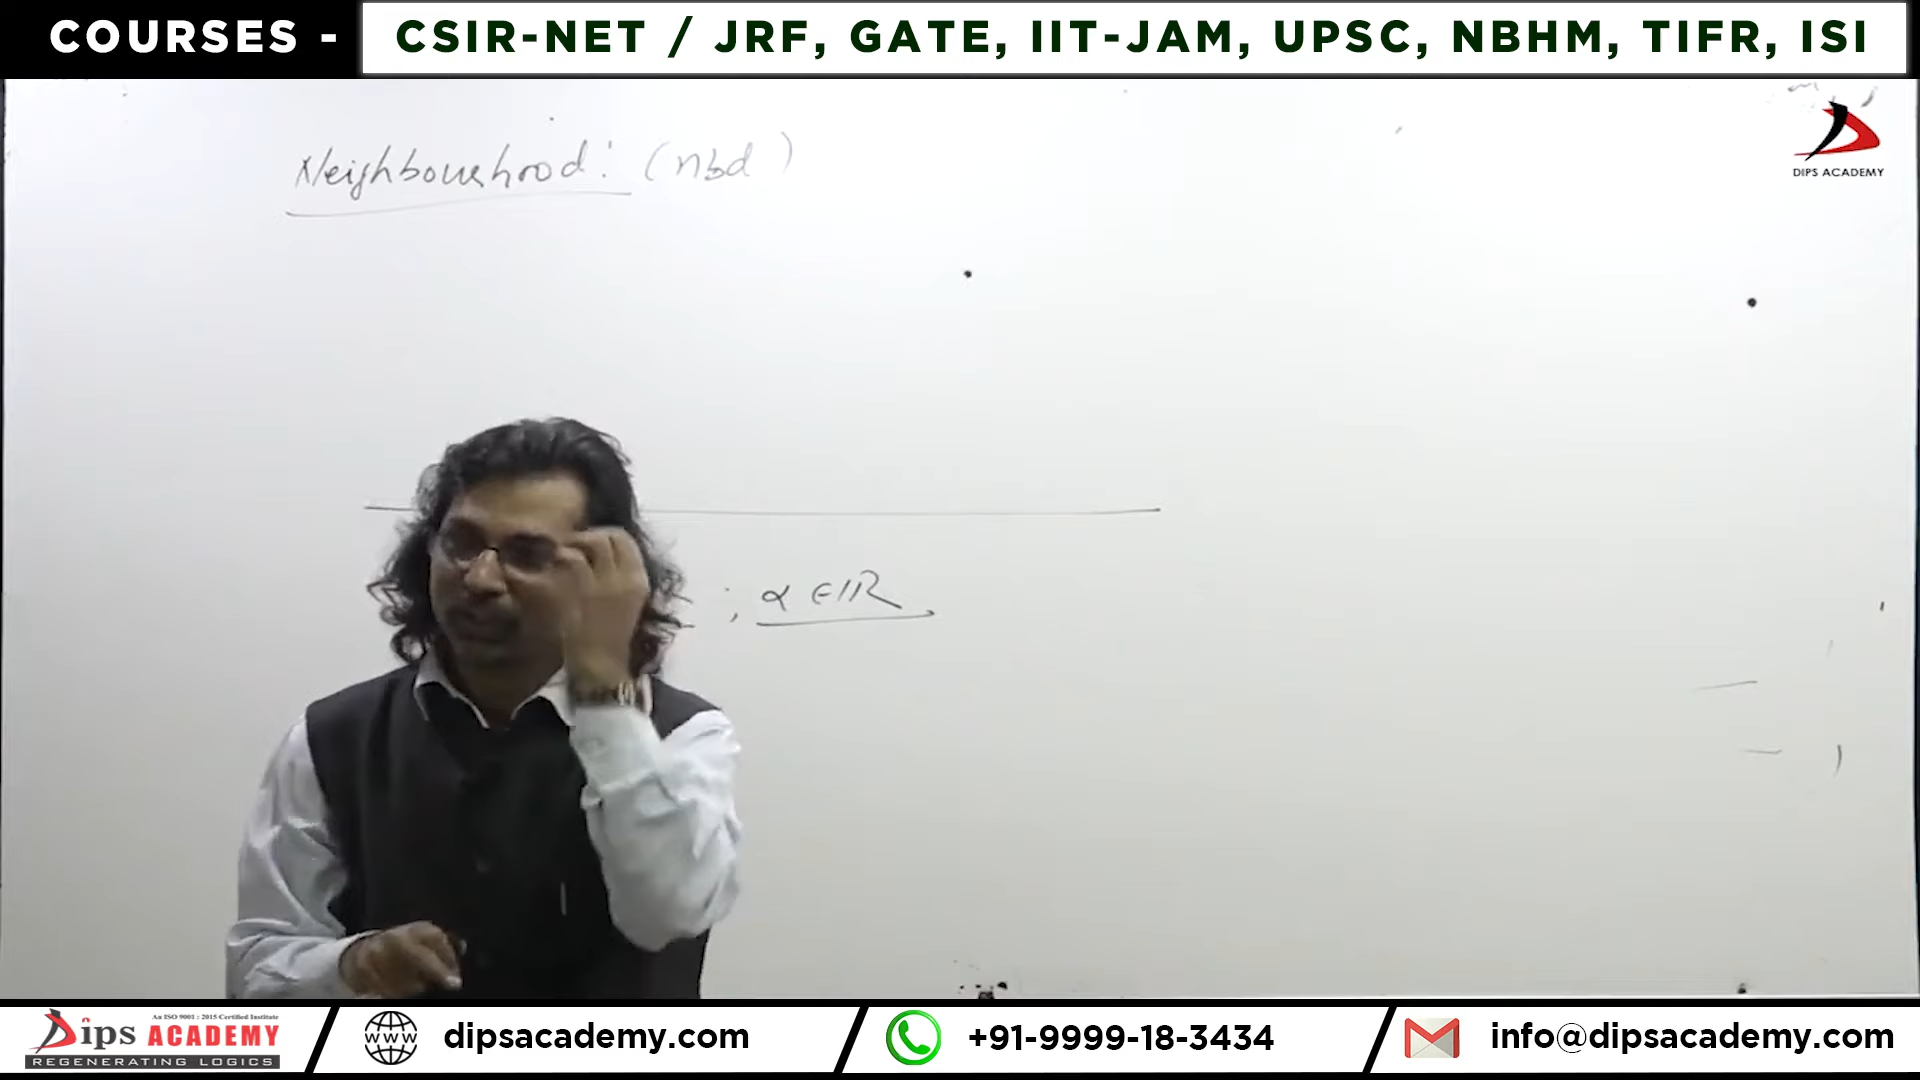 COURSES - CSIR-NET / JRF, GATE, IIT-JAM, UPSC, NBHM, TIFR, ISI
Neighbourhood: (nbd)
DIPS ACADEMY
; α ∈ ℝ
An ISO 9001 : 2015 Certified Institute
Dips ACADEMY
REGENERATING LOGICS
www
dipsacademy.com
+91-9999-18-3434
info@dipsacademy.com